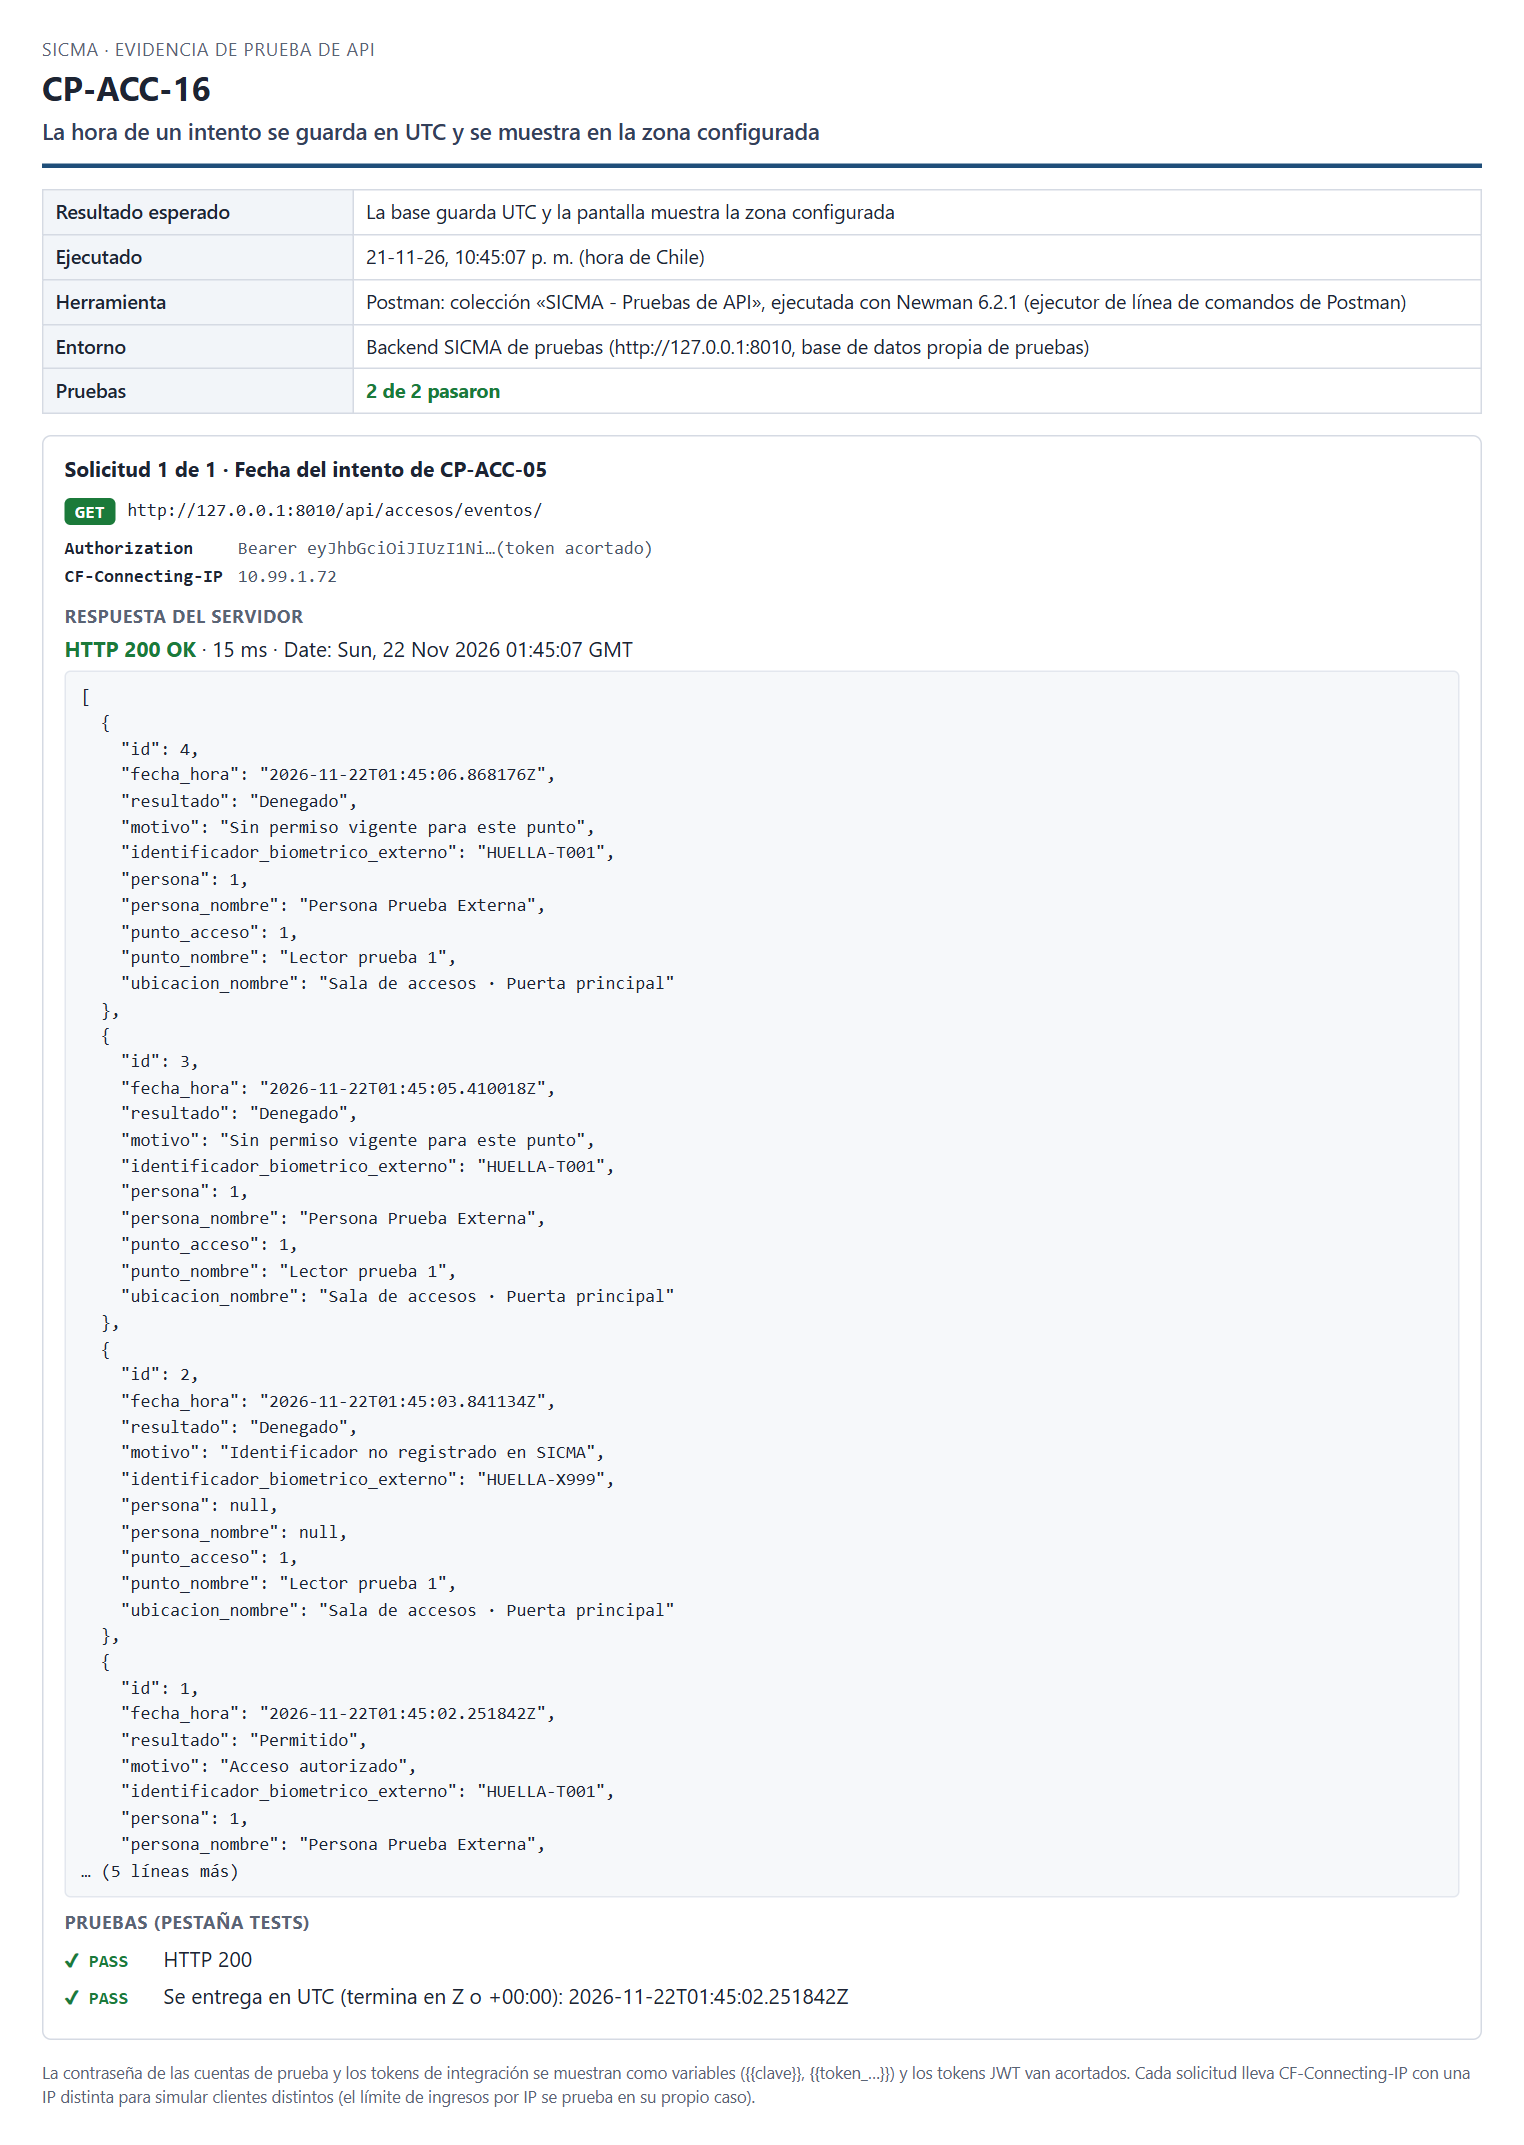 SICMA · EVIDENCIA DE PRUEBA DE API
CP-ACC-16
La hora de un intento se guarda en UTC y se muestra en la zona configurada
Resultado esperado La base guarda UTC y la pantalla muestra la zona configurada
Ejecutado 21-11-26, 10:45:07 p. m. (hora de Chile)
Herramienta Postman: colección «SICMA - Pruebas de API», ejecutada con Newman 6.2.1 (ejecutor de línea de comandos de Postman)
Entorno Backend SICMA de pruebas (http://127.0.0.1:8010, base de datos propia de pruebas)
Pruebas 2 de 2 pasaron
Solicitud 1 de 1 · Fecha del intento de CP-ACC-05
GET http://127.0.0.1:8010/api/accesos/eventos/
Authorization Bearer eyJhbGciOiJIUzI1Ni…(token acortado)
CF-Connecting-IP 10.99.1.72
RESPUESTA DEL SERVIDOR
HTTP 200 OK · 15 ms · Date: Sun, 22 Nov 2026 01:45:07 GMT
[
  {
    "id": 4,
    "fecha_hora": "2026-11-22T01:45:06.868176Z",
    "resultado": "Denegado",
    "motivo": "Sin permiso vigente para este punto",
    "identificador_biometrico_externo": "HUELLA-T001",
    "persona": 1,
    "persona_nombre": "Persona Prueba Externa",
    "punto_acceso": 1,
    "punto_nombre": "Lector prueba 1",
    "ubicacion_nombre": "Sala de accesos · Puerta principal"
  },
  {
    "id": 3,
    "fecha_hora": "2026-11-22T01:45:05.410018Z",
    "resultado": "Denegado",
    "motivo": "Sin permiso vigente para este punto",
    "identificador_biometrico_externo": "HUELLA-T001",
    "persona": 1,
    "persona_nombre": "Persona Prueba Externa",
    "punto_acceso": 1,
    "punto_nombre": "Lector prueba 1",
    "ubicacion_nombre": "Sala de accesos · Puerta principal"
  },
  {
    "id": 2,
    "fecha_hora": "2026-11-22T01:45:03.841134Z",
    "resultado": "Denegado",
    "motivo": "Identificador no registrado en SICMA",
    "identificador_biometrico_externo": "HUELLA-X999",
    "persona": null,
    "persona_nombre": null,
    "punto_acceso": 1,
    "punto_nombre": "Lector prueba 1",
    "ubicacion_nombre": "Sala de accesos · Puerta principal"
  },
  {
    "id": 1,
    "fecha_hora": "2026-11-22T01:45:02.251842Z",
    "resultado": "Permitido",
    "motivo": "Acceso autorizado",
    "identificador_biometrico_externo": "HUELLA-T001",
    "persona": 1,
    "persona_nombre": "Persona Prueba Externa",
… (5 líneas más)
PRUEBAS (PESTAÑA TESTS)
✔ PASS HTTP 200
✔ PASS Se entrega en UTC (termina en Z o +00:00): 2026-11-22T01:45:02.251842Z
La contraseña de las cuentas de prueba y los tokens de integración se muestran como variables ({{clave}}, {{token_…}}) y los tokens JWT van acortados. Cada solicitud lleva CF-Connecting-IP con una
IP distinta para simular clientes distintos (el límite de ingresos por IP se prueba en su propio caso).